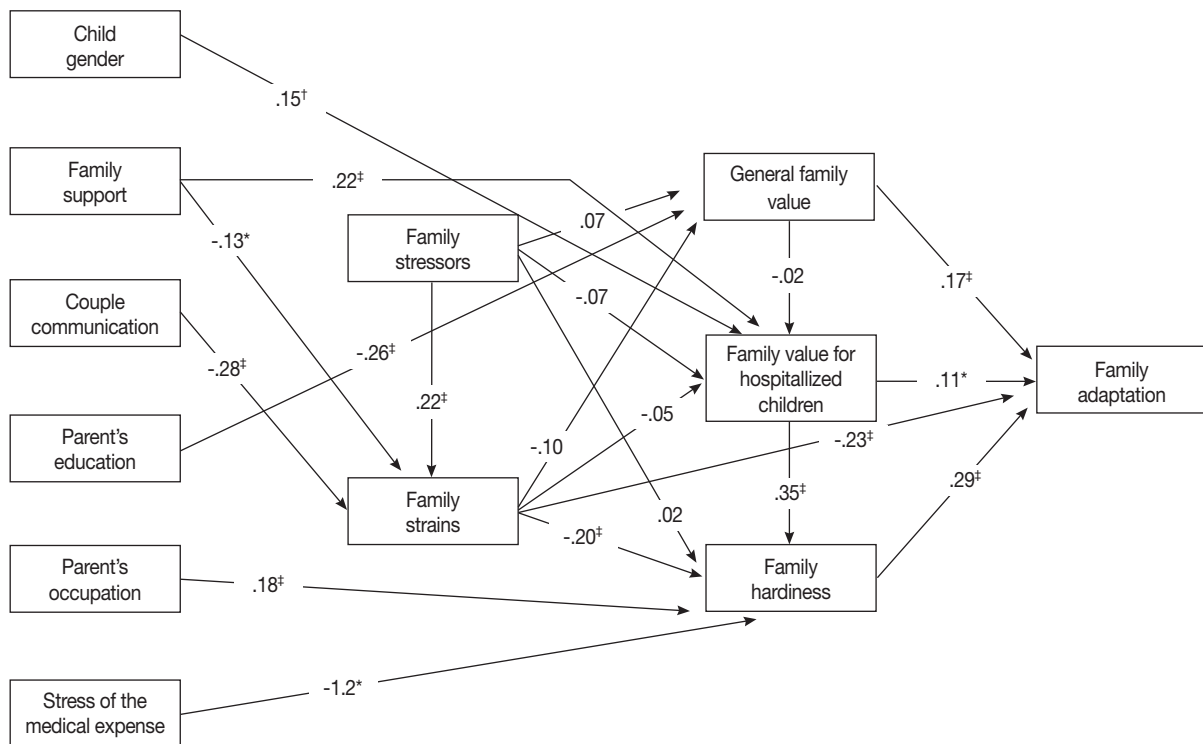 Child
gender
.15†
Family
support
.22‡
General family
value
-.13*
Family
stressors
.07
-.02
.17‡
Couple
communication
-.07
-.28‡
-.26‡
Family value for
hospitallized
children
.11*
Family
adaptation
.22‡
-.05
-.10
-.23‡
Parent's
education
Family
strains
.35‡
.29‡
.02
-.20‡
Parent's
occupation
.18‡
Family
hardiness
Stress of the
medical expense
-1.2*